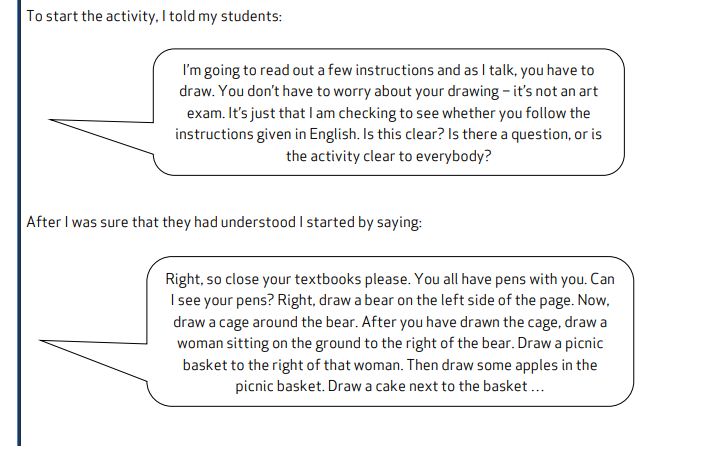 To start the activity, I told my students:
I'm going to read out a few instructions and as I talk, you have to
draw. You don't have to worry about your drawing – it's not an art
exam. It's just that I am checking to see whether you follow the
instructions given in English. Is this clear? Is there a question, or is
the activity clear to everybody?
After I was sure that they had understood I started by saying:
Right, so close your textbooks please. You all have pens with you. Can
I see your pens? Right, draw a bear on the left side of the page. Now,
draw a cage around the bear. After you have drawn the cage, draw a
woman sitting on the ground to the right of the bear. Draw a picnic
basket to the right of that woman. Then draw some apples in the
picnic basket. Draw a cake next to the basket …